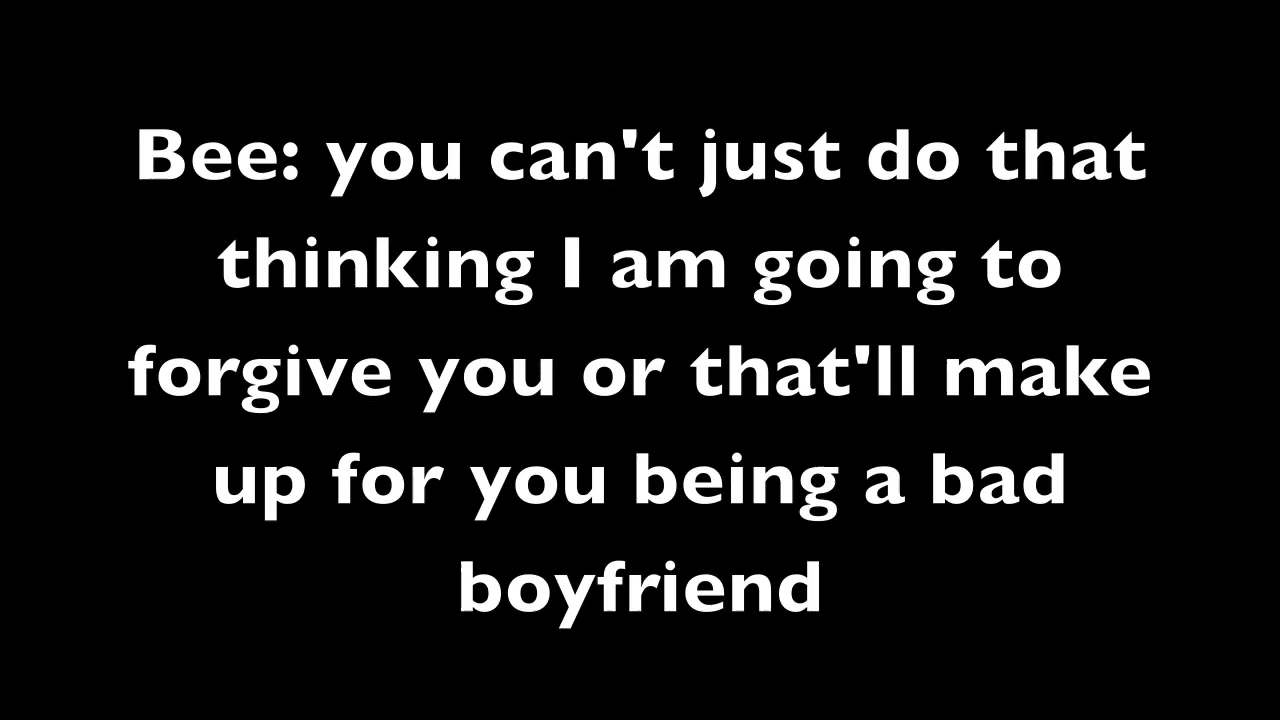 Bee: you can't just do that
thinking I am going to
forgive you or that'll make
up for you being a bad
boyfriend